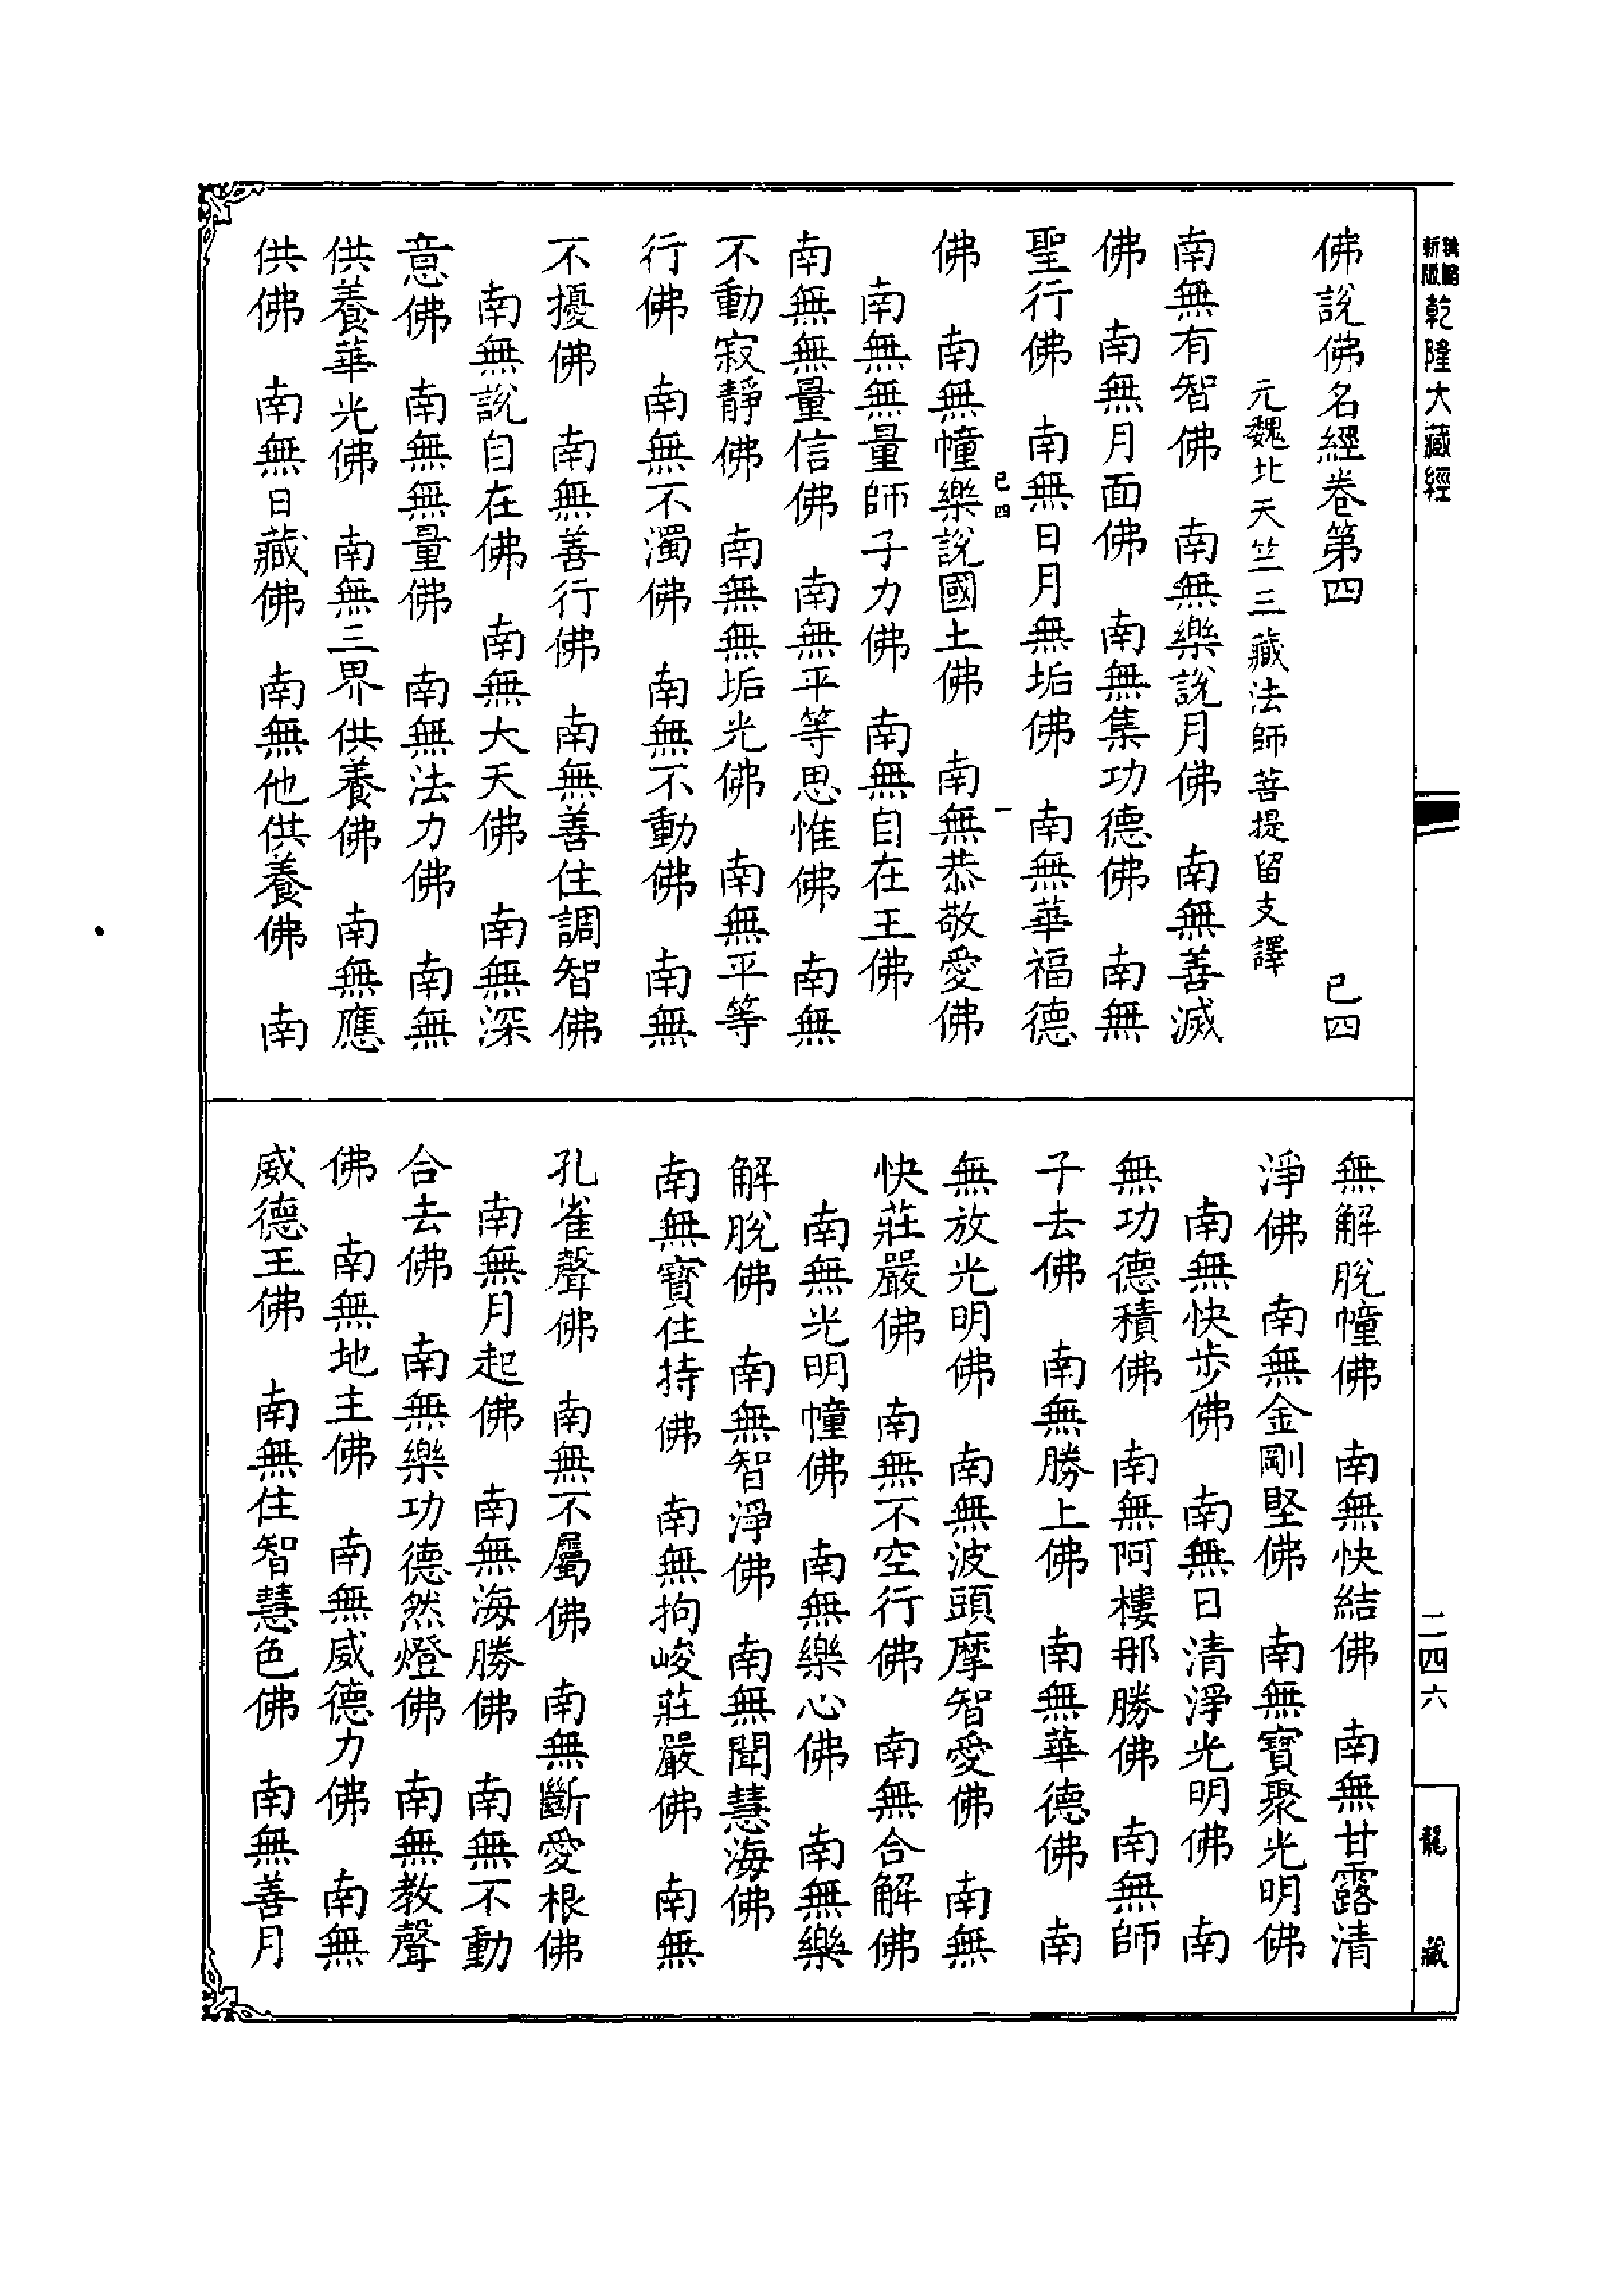 乾隆大藏經
佛說佛名經卷第四　已四
元魏北天竺三藏法師菩提留支譯
南無有智佛　南無樂說月佛　南無善滅
佛　南無月面佛　南無集功德佛　南無
聖行佛　南無日月無垢佛　南無華福德
已四　一
佛　南無幢樂說國土佛　南無恭敬愛佛
南無無量師子力佛　南無自在王佛
南無無量信佛　南無平等思惟佛　南無
不動寂靜佛　南無無垢光佛　南無平等
行佛　南無不濁佛　南無不動佛　南無
不擾佛　南無善行佛　南無善住調智佛
南無說自在佛　南無大天佛　南無深
意佛　南無無量佛　南無法力佛　南無
供養華光佛　南無三界供養佛　南無應
供佛　南無日藏佛　南無他供養佛　南
無解脫幢佛　南無快結佛　南無甘露清
淨佛　南無金剛堅佛　南無寶聚光明佛
南無快步佛　南無日清淨光明佛　南
無功德積佛　南無阿樓那勝佛　南無師
子去佛　南無勝上佛　南無華德佛　南
無放光明佛　南無波頭摩智愛佛　南無
快莊嚴佛　南無不空行佛　南無合解佛
南無光明幢佛　南無樂心佛　南無樂
解脫佛　南無智淨佛　南無聞慧海佛
南無寶住持佛　南無拘峻莊嚴佛　南無
孔雀聲佛　南無不屬佛　南無斷愛根佛
南無月起佛　南無海勝佛　南無不動
合去佛　南無樂功德然燈佛　南無教聲
佛　南無地主佛　南無威德力佛　南無
威德王佛　南無住智慧色佛　南無善月
二四六
龍藏